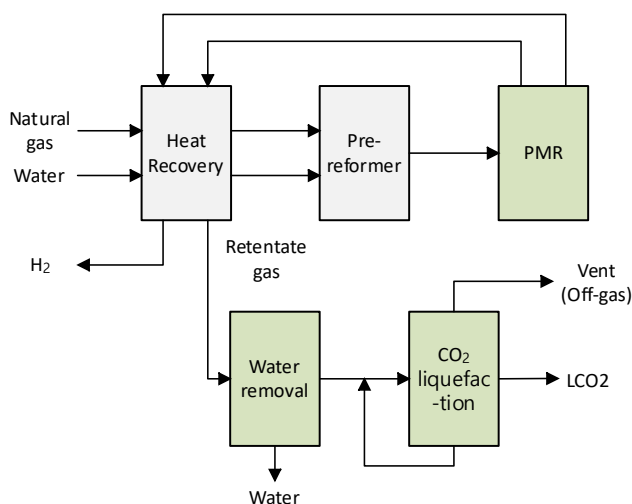 Natural
gas
Water
Heat
Recovery
Pre-
reformer
PMR
H₂
Retentate
gas
Vent
(Off-gas)
Water
removal
CO₂
liquefac
-tion
LCO2
Water